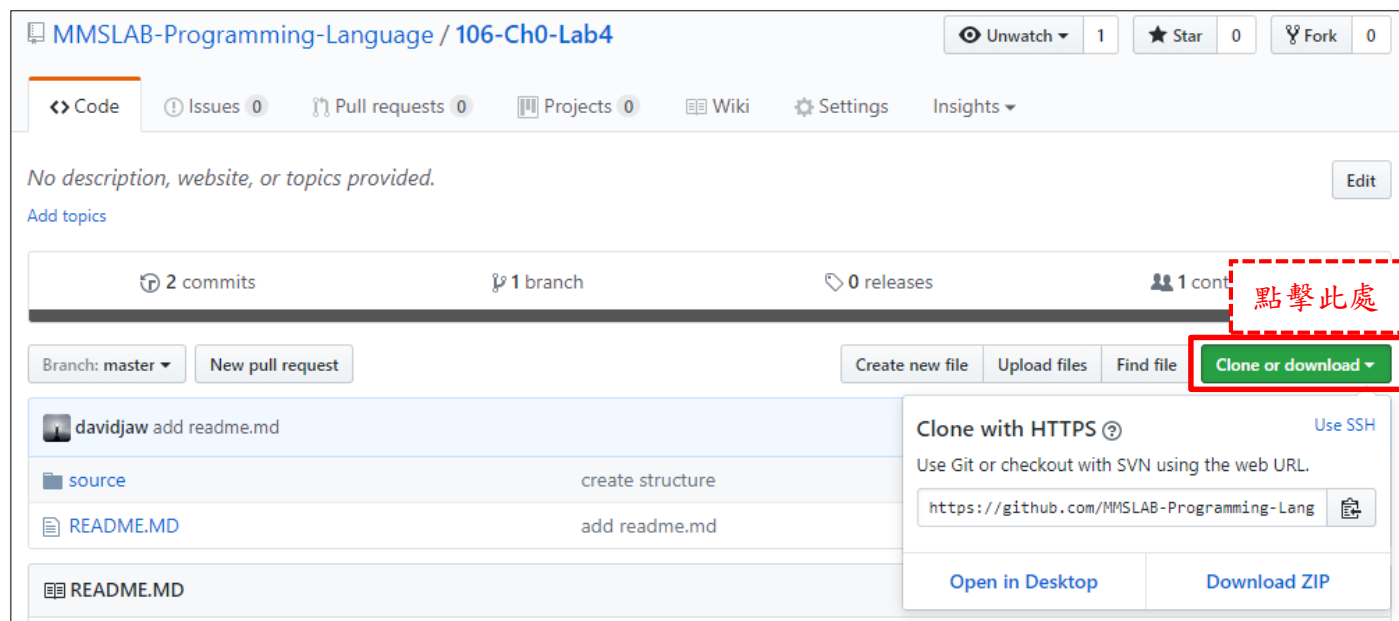 MMSLAB-Programming-Language / 106-Ch0-Lab4
Unwatch 1 Star 0 Fork 0
Code Issues 0 Pull requests 0 Projects 0 Wiki Settings Insights
No description, website, or topics provided.
Edit
Add topics
2 commits 1 branch 0 releases 1 cont
點擊此處
Branch: master New pull request Create new file Upload files Find file Clone or download
davidjaw add readme.md
Clone with HTTPS Use SSH
Use Git or checkout with SVN using the web URL.
source create structure
https://github.com/MMSLAB-Programming-Lang
README.MD add readme.md
Open in Desktop Download ZIP
README.MD